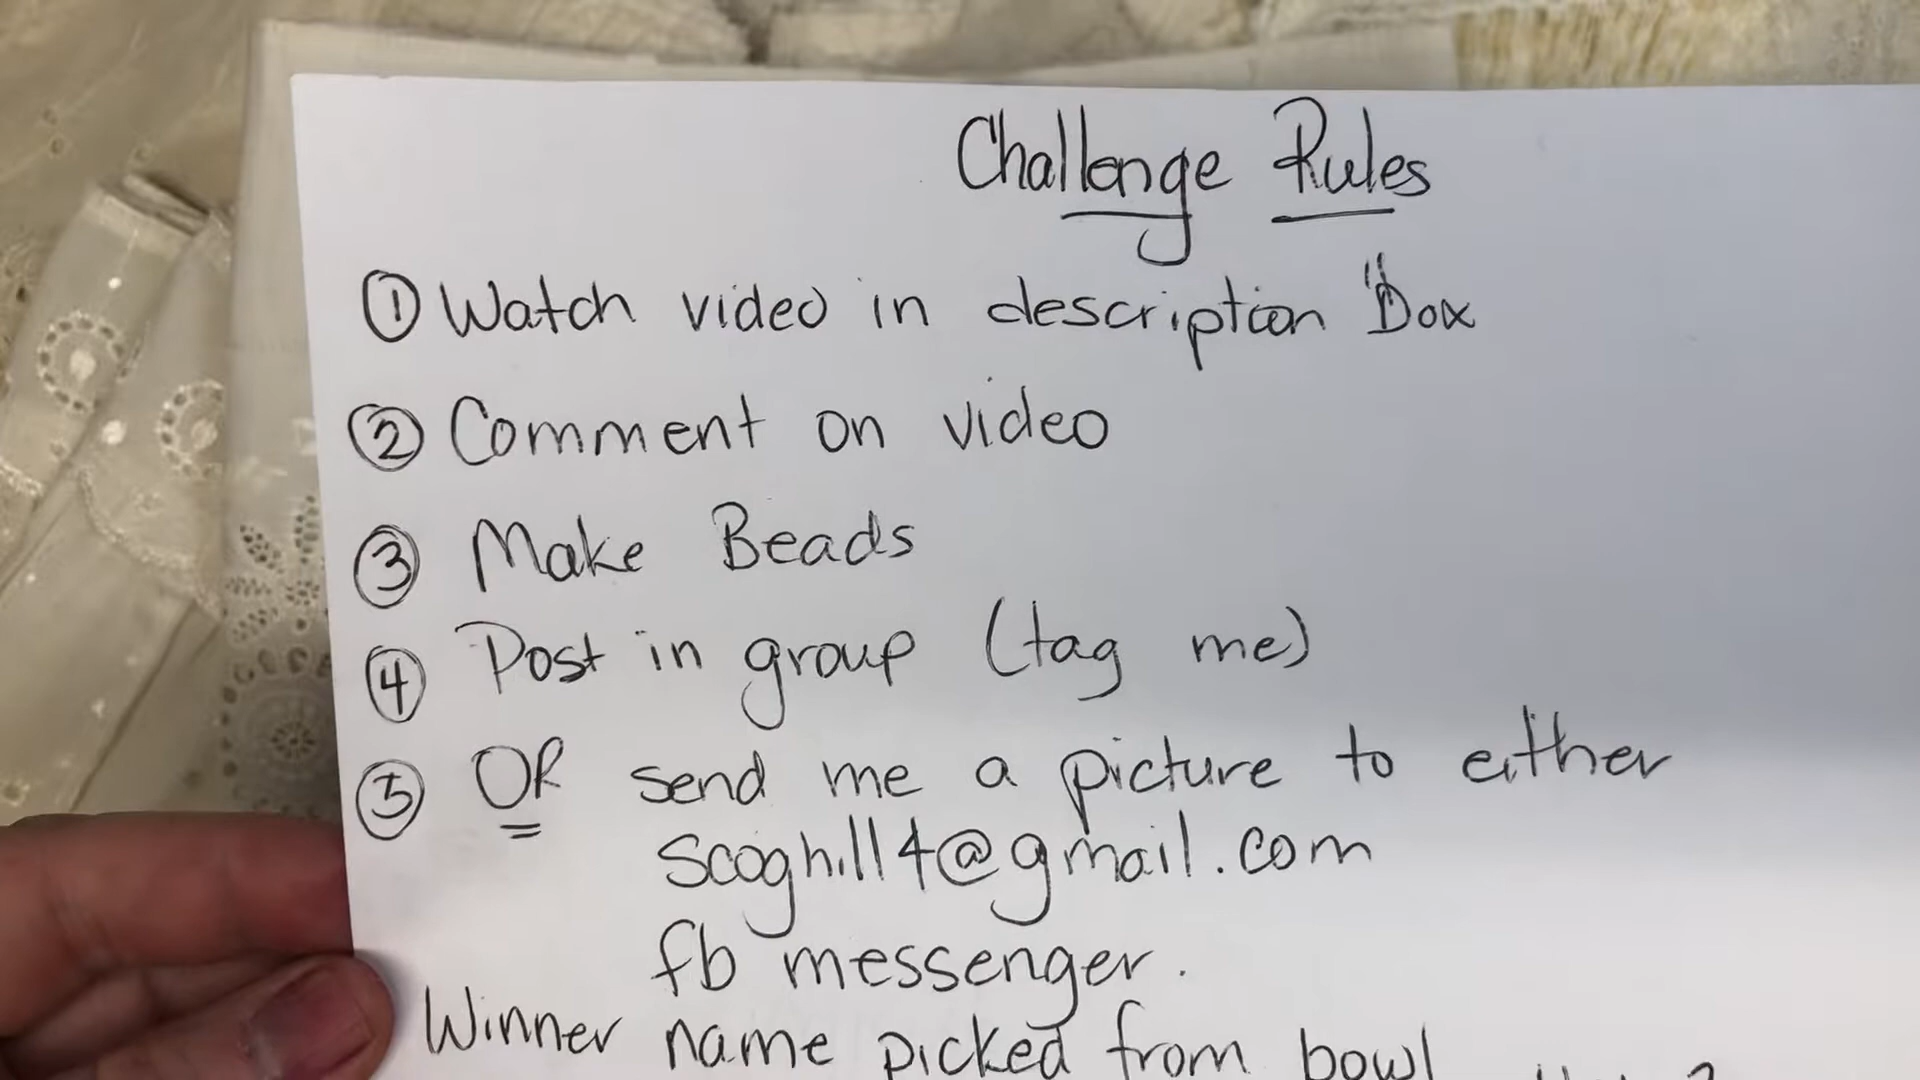 Challenge Rules
① Watch video in description Box
② Comment on video
③ Make Beads
④ Post in group (tag me)
⑤ OR send me a picture to either
scoghill4@gmail.com
fb messenger.
Winner name picked from bowl